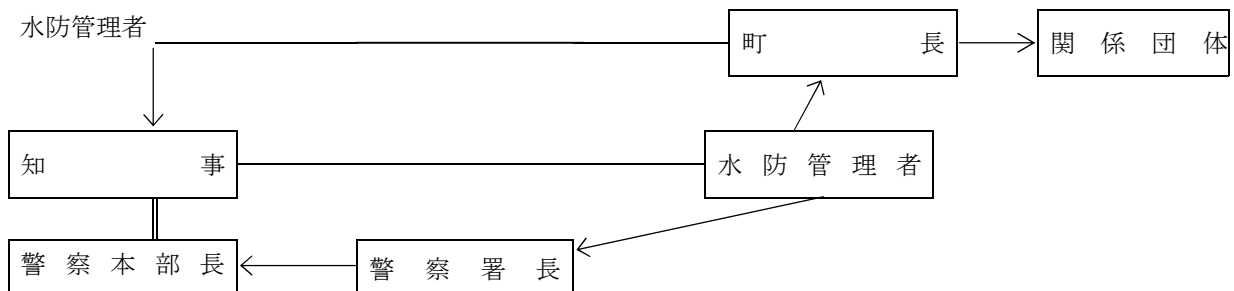 水防管理者
町長
関係団体
知事
水防管理者
警察本部長
警察署長